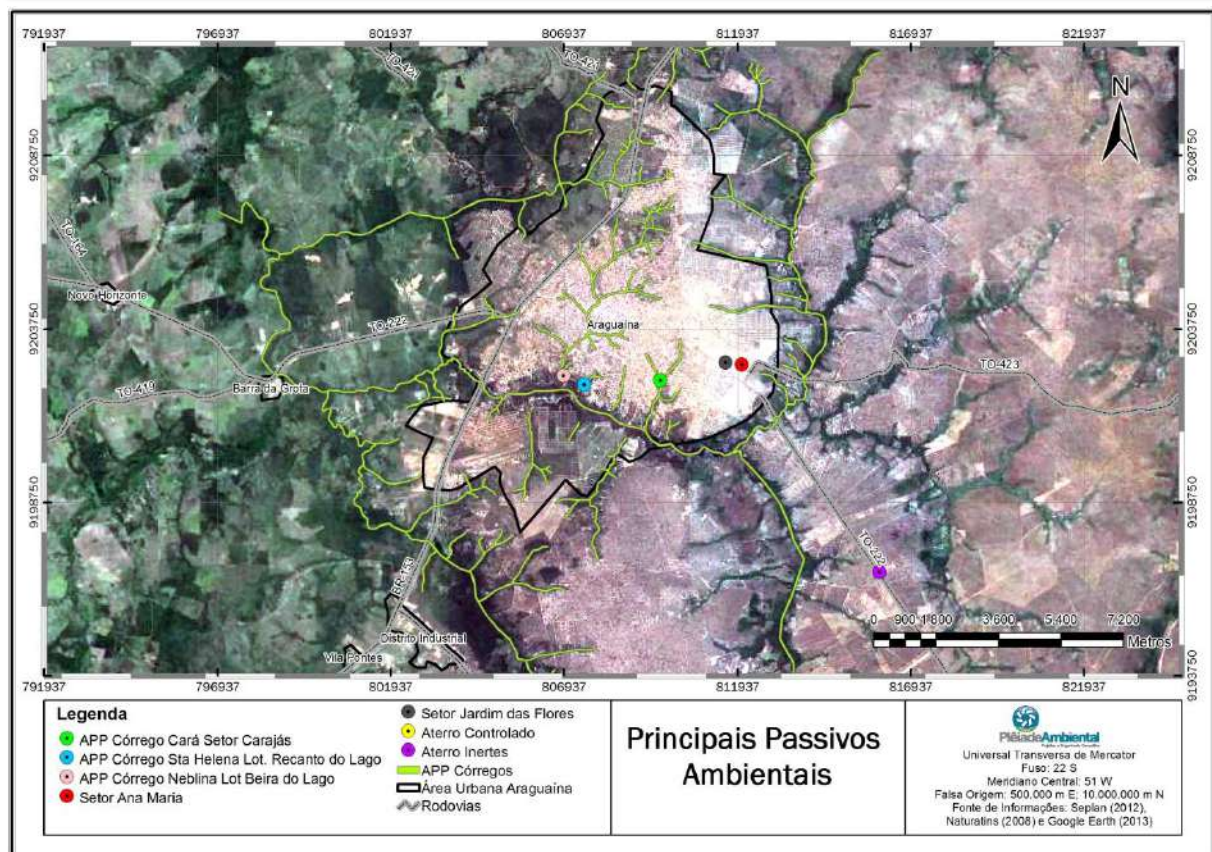 791937 796937 801937 806937 811937 816937 821937
TO-424
TO-424
N
9208750
9208750
TO-164
Novo Horizonte
TO-222
Araguaína
9203750
9203750
TO-423
TO-419
Barra da Grota
9198750
9198750
TO-222
BR-153
0 900 1.800 3.600 5.400 7.200
Metros
Distrito Industrial
Vila Pontes
9193750
791937 796937 801937 806937 811937 816937 821937
Legenda
APP Córrego Cará Setor Carajás
APP Córrego Sta Helena Lot. Recanto do Lago
APP Córrego Neblina Lot Beira do Lago
Setor Ana Maria
Setor Jardim das Flores
Aterro Controlado
Aterro Inertes
APP Córregos
Área Urbana Araguaína
Rodovias
Principais Passivos
Ambientais
PlêiadeAmbiental
Universal Transversa de Mercator
Fuso: 22 S
Meridiano Central: 51 W
Falsa Origem: 500,000 m E; 10,000,000 m N
Fonte de Informações: Seplan (2012),
Naturatins (2008) e Google Earth (2013)